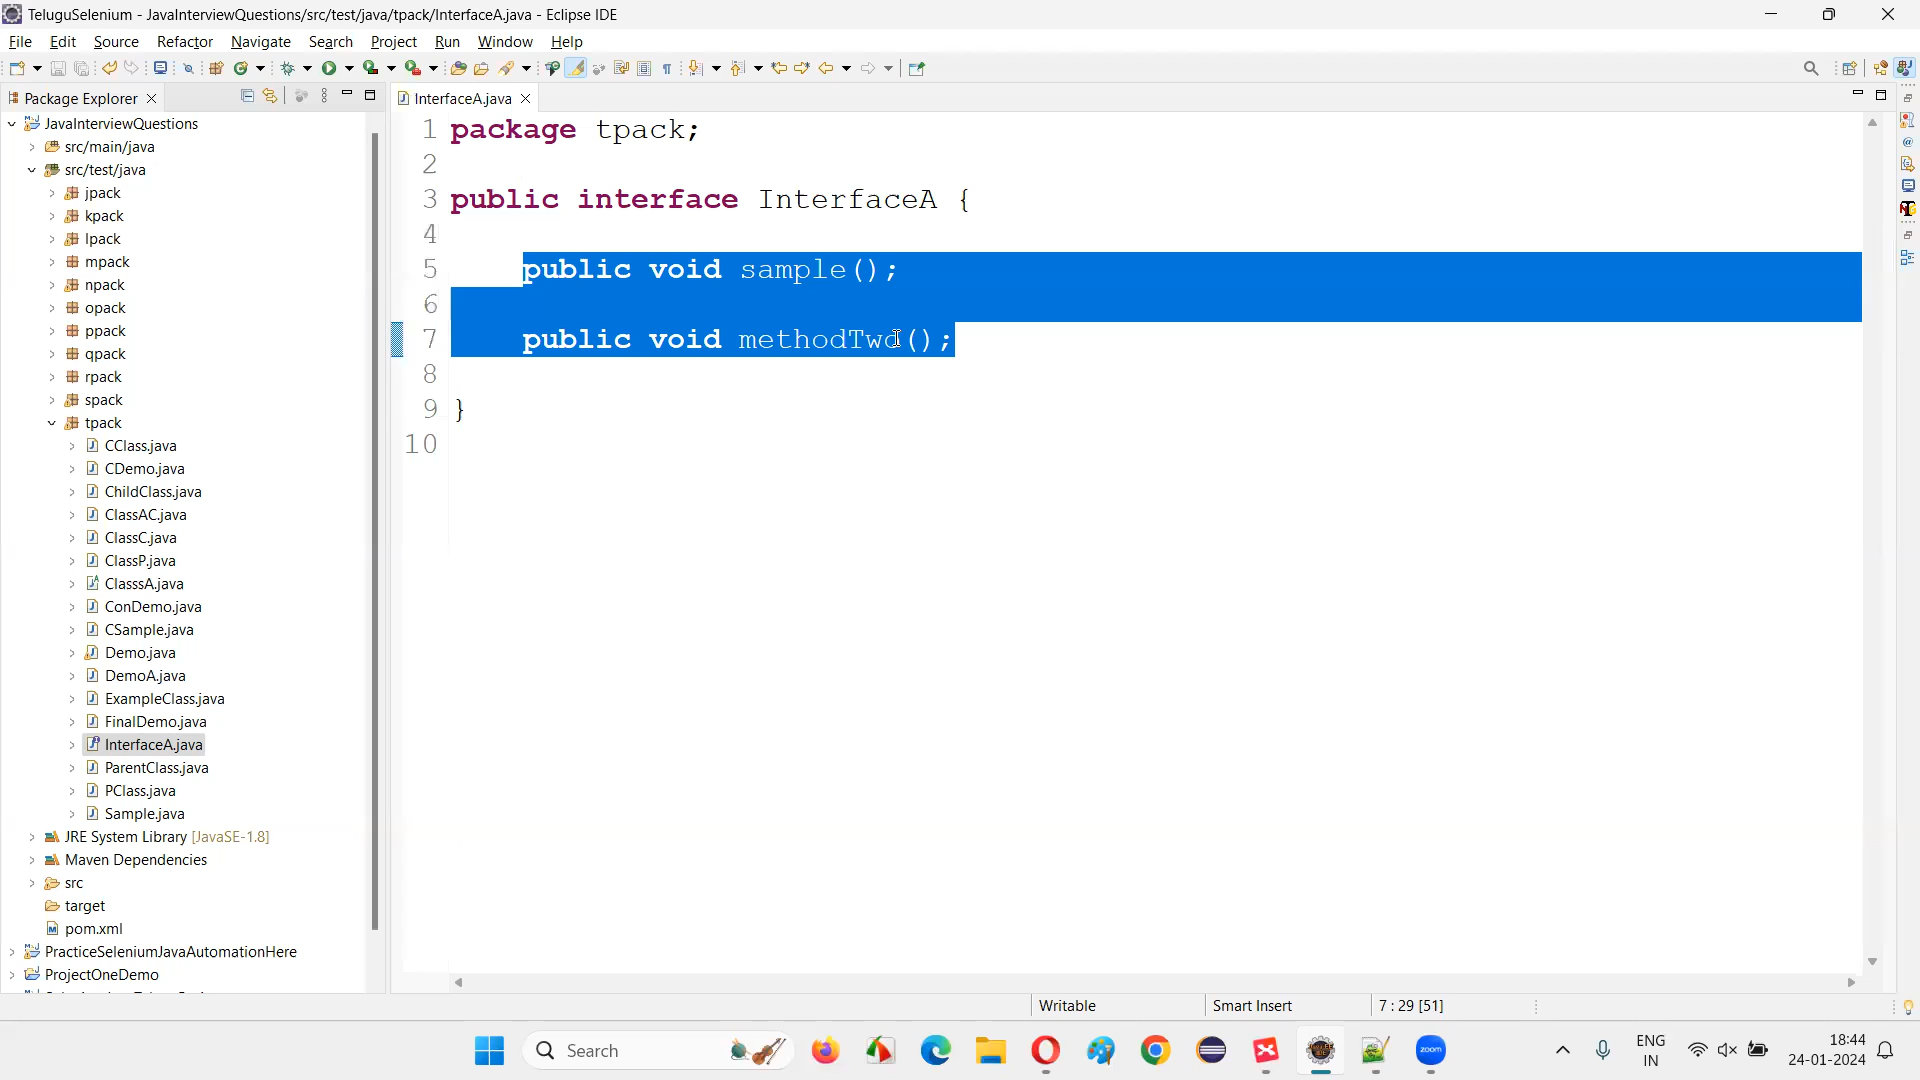 TeluguSelenium - JavaInterviewQuestions/src/test/java/tpack/InterfaceA.java - Eclipse IDE
File Edit Source Refactor Navigate Search Project Run Window Help
Package Explorer
JavaInterviewQuestions
src/main/java
src/test/java
jpack
kpack
lpack
mpack
npack
opack
ppack
qpack
rpack
spack
tpack
CClass.java
CDemo.java
ChildClass.java
ClassAC.java
ClassC.java
ClassP.java
ClasssA.java
ConDemo.java
CSample.java
Demo.java
DemoA.java
ExampleClass.java
FinalDemo.java
InterfaceA.java
ParentClass.java
PClass.java
Sample.java
JRE System Library [JavaSE-1.8]
Maven Dependencies
src
target
pom.xml
PracticeSeleniumJavaAutomationHere
ProjectOneDemo
InterfaceA.java
1 package tpack;
2
3 public interface InterfaceA {
4
5 public void sample();
6
7 public void methodTwo();
8
9 }
10
Writable Smart Insert 7 : 29 [51]
Search
zoom
ENG
IN
18:44
24-01-2024